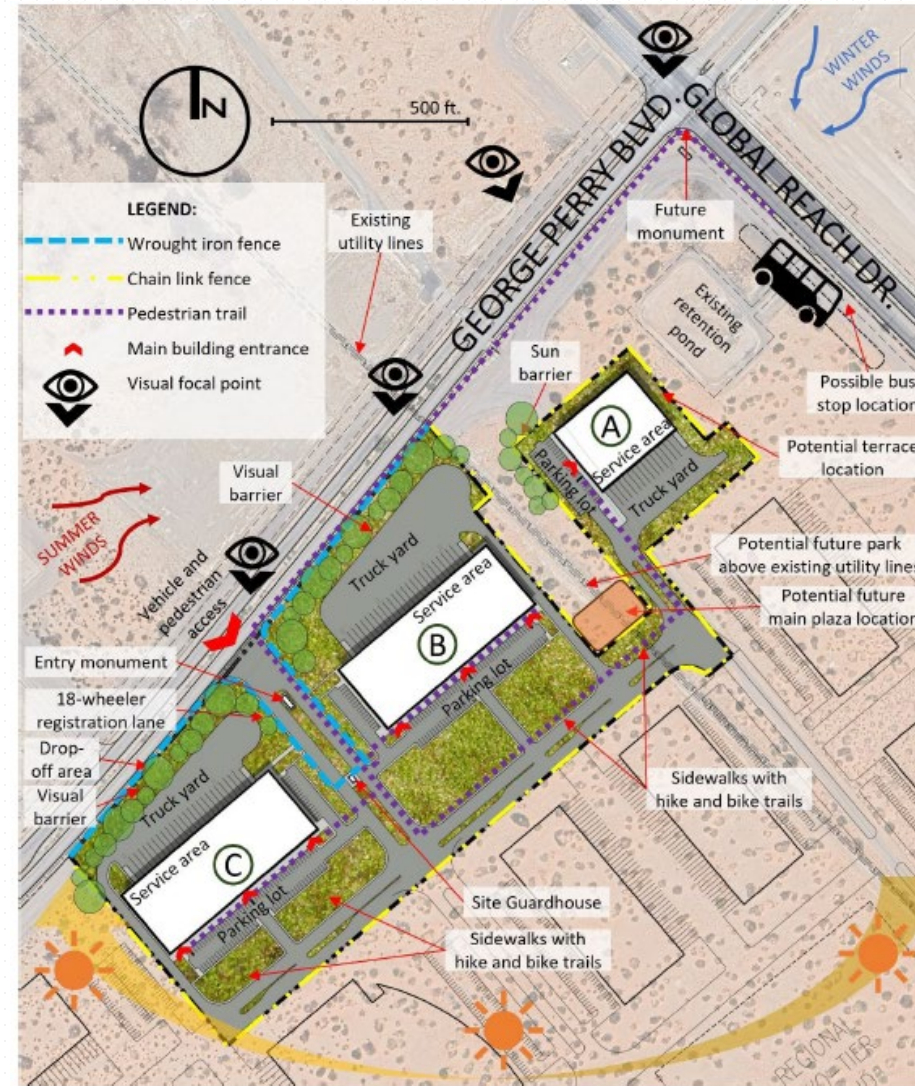 WINTER
WINDS
N
500 ft.
GEORGE PERRY BLVD.
GLOBAL REACH DR.
LEGEND:
Wrought iron fence
Chain link fence
Pedestrian trail
Main building entrance
Visual focal point
Existing
utility lines
Future
monument
Existing
retention
pond
Possible bus
stop location
Sun
barrier
A
Service area
Parking lot
Truck yard
Potential terrace
location
Visual
barrier
SUMMER
WINDS
Vehicle and
pedestrian
access
Truck yard
Service area
B
Parking lot
Potential future park
above existing utility lines
Potential future
main plaza location
Entry monument
18-wheeler
registration lane
Drop-
off area
Visual
barrier
Truck yard
Service area
C
Parking lot
Sidewalks with
hike and bike trails
Site Guardhouse
Sidewalks with
hike and bike trails
REGIONAL